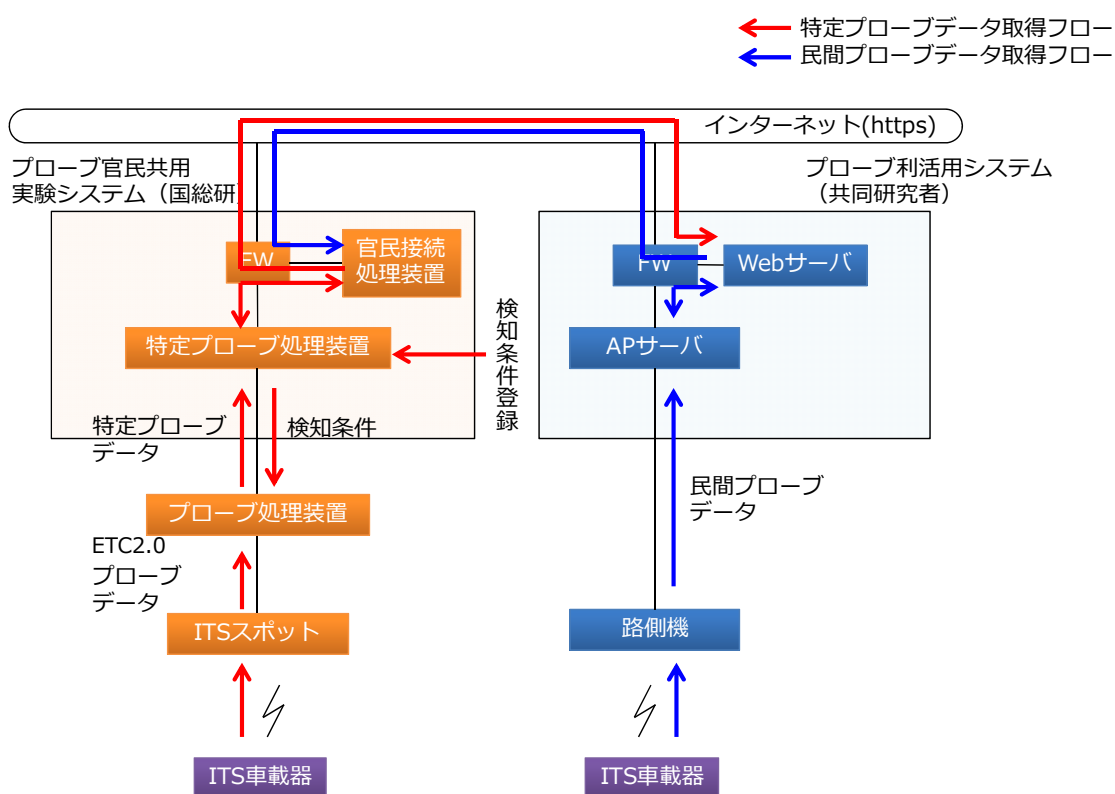 特定プローブデータ取得フロー
民間プローブデータ取得フロー
インターネット(https)
プローブ官民共用
実験システム（国総研）
プローブ利活用システム
（共同研究者）
FW
官民接続
処理装置
FW
Webサーバ
特定プローブ処理装置
検知条件登録
APサーバ
特定プローブ
データ
検知条件
プローブ処理装置
民間プローブ
データ
ETC2.0
プローブ
データ
ITSスポット
路側機
ITS車載器
ITS車載器